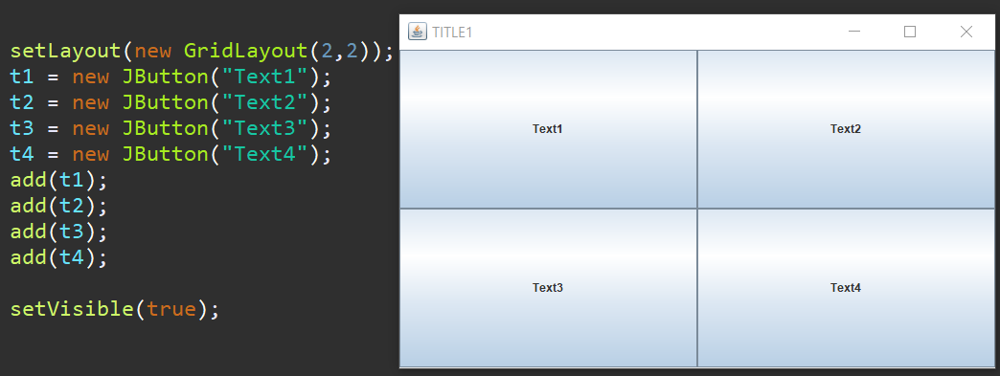 setLayout(new GridLayout(2,2));
t1 = new JButton("Text1");
t2 = new JButton("Text2");
t3 = new JButton("Text3");
t4 = new JButton("Text4");
add(t1);
add(t2);
add(t3);
add(t4);
setVisible(true);
TITLE1
Text1 Text2
Text3 Text4